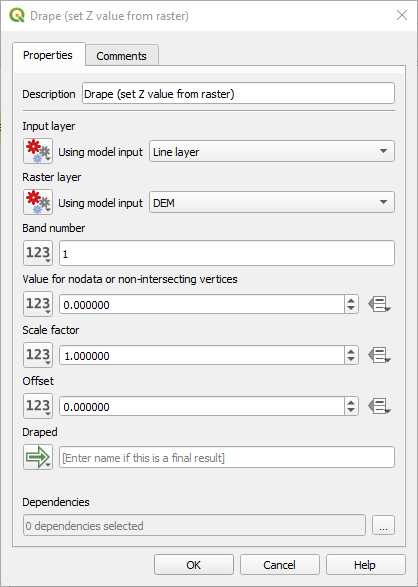 Drape (set Z value from raster)
Properties
Comments
Description Drape (set Z value from raster)
Input layer
Using model input Line layer
Raster layer
Using model input DEM
Band number
123 1
Value for nodata or non-intersecting vertices
123 0.000000
Scale factor
123 1.000000
Offset
123 0.000000
Draped
[Enter name if this is a final result]
Dependencies
0 dependencies selected ...
OK Cancel Help